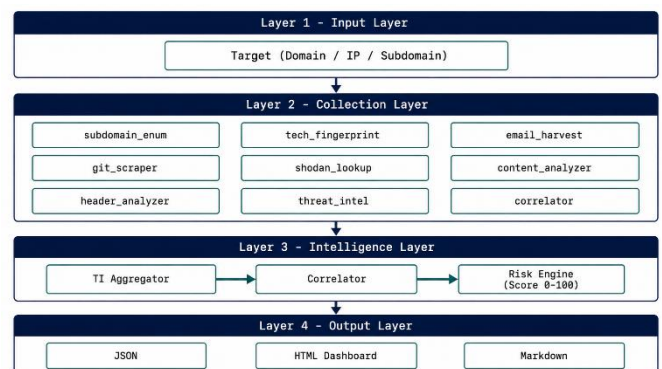 Layer 1 - Input Layer
Target (Domain / IP / Subdomain)
Layer 2 - Collection Layer
subdomain_enum
tech_fingerprint
email_harvest
git_scraper
shodan_lookup
content_analyzer
header_analyzer
threat_intel
correlator
Layer 3 - Intelligence Layer
TI Aggregator
Correlator
Risk Engine
(Score 0-100)
Layer 4 - Output Layer
JSON
HTML Dashboard
Markdown